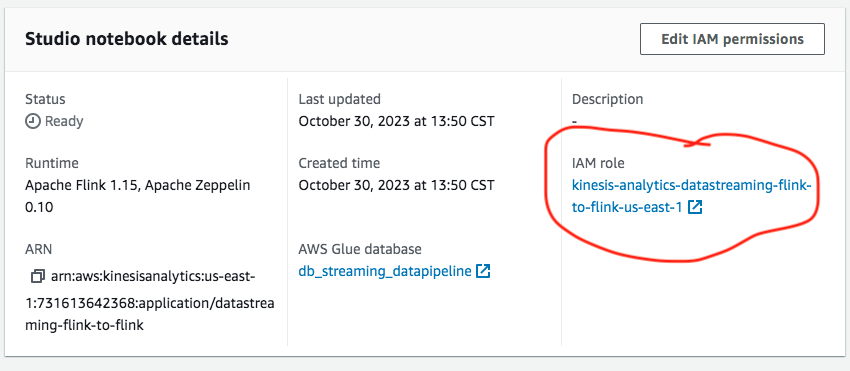 Studio notebook details
Edit IAM permissions
Status
Ready
Runtime
Apache Flink 1.15, Apache Zeppelin
0.10
ARN
arn:aws:kinesisanalytics:us-east-
1:731613642368:application/datastrea
ming-flink-to-flink
Last updated
October 30, 2023 at 13:50 CST
Created time
October 30, 2023 at 13:50 CST
AWS Glue database
db_streaming_datapipeline
Description
-
IAM role
kinesis-analytics-datastreaming-flink-
to-flink-us-east-1